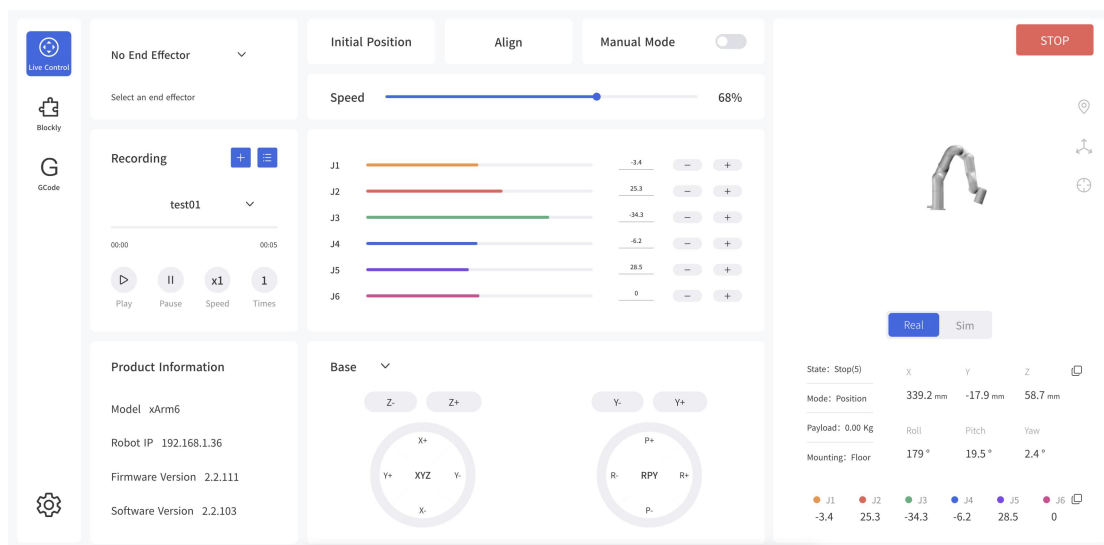 Live Control
Blockly
G
GCode
No End Effector
Select an end effector
Recording
+
test01
00:00 00:05
x1 1
Play Pause Speed Times
Product Information
Model xArm6
Robot IP 192.168.1.36
Firmware Version 2.2.111
Software Version 2.2.103
Initial Position Align Manual Mode
Speed 68%
J1 -3.4 − +
J2 25.3 − +
J3 -34.3 − +
J4 -6.2 − +
J5 28.5 − +
J6 0 − +
Base
Z- Z+ Y- Y+
X+ P+
Y+ XYZ Y- R- RPY R+
X- P-
STOP
Real Sim
State: Stop(5)
Mode: Position
Payload: 0.00 Kg
Mounting: Floor
X Y Z
339.2 mm -17.9 mm 58.7 mm
Roll Pitch Yaw
179 ° 19.5 ° 2.4 °
J1 J2 J3 J4 J5 J6
-3.4 25.3 -34.3 -6.2 28.5 0